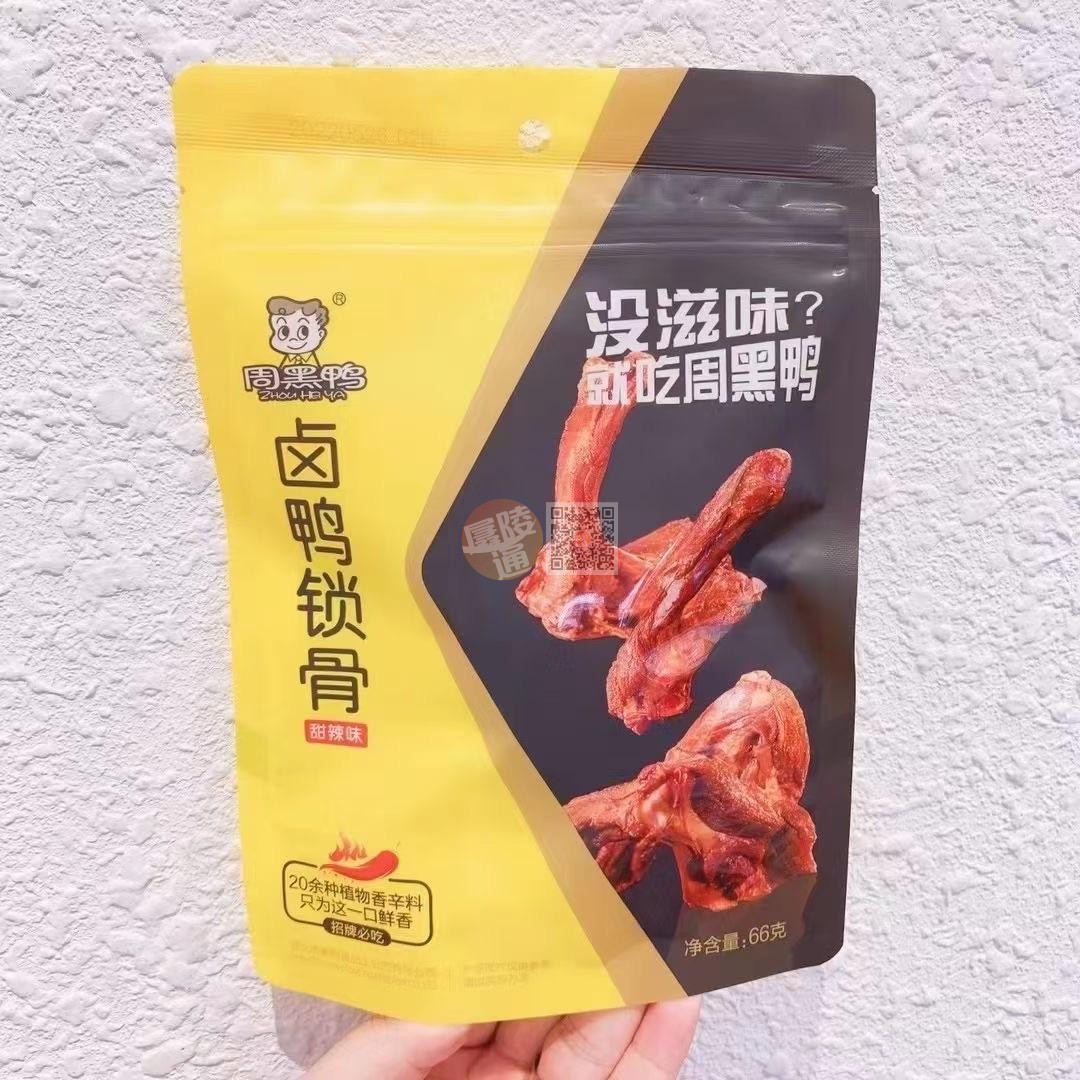 ®
周黑鸭
ZHOU HEI YA
卤鸭锁骨
甜辣味
20余种植物香辛料
只为这一口鲜香
招牌必吃
没滋味?
就吃周黑鸭
净含量:66克